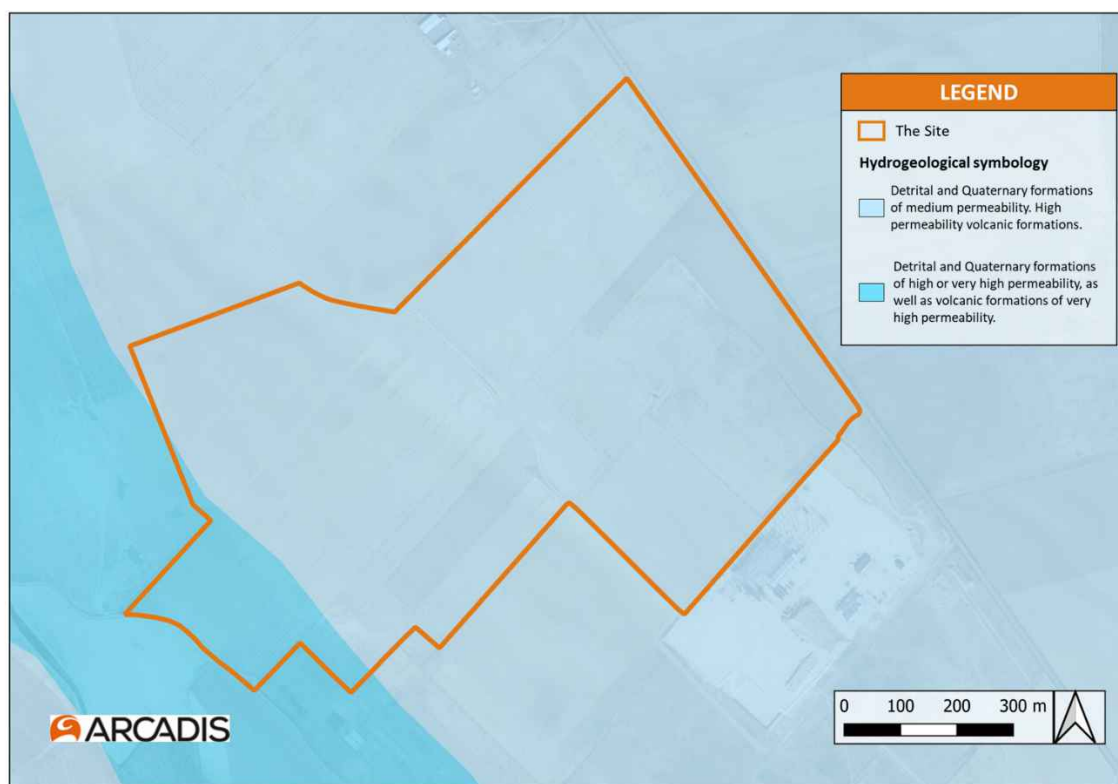 LEGEND
The Site
Hydrogeological symbology
Detrital and Quaternary formations
of medium permeability. High
permeability volcanic formations.
Detrital and Quaternary formations
of high or very high permeability, as
well as volcanic formations of very
high permeability.
ARCADIS
0 100 200 300 m